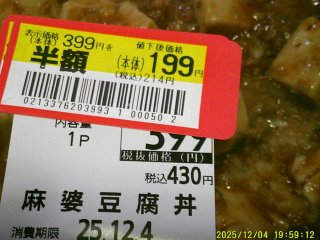 表示価格(本体)399円を
値下後価格
半額
(本体)199円
(税込)214円
0213376203993 1 00050 2
内容量
1P
399
税抜価格(円)
税込430円
麻婆豆腐丼
消費期限 25.12.4
2025/12/04 19:59:12